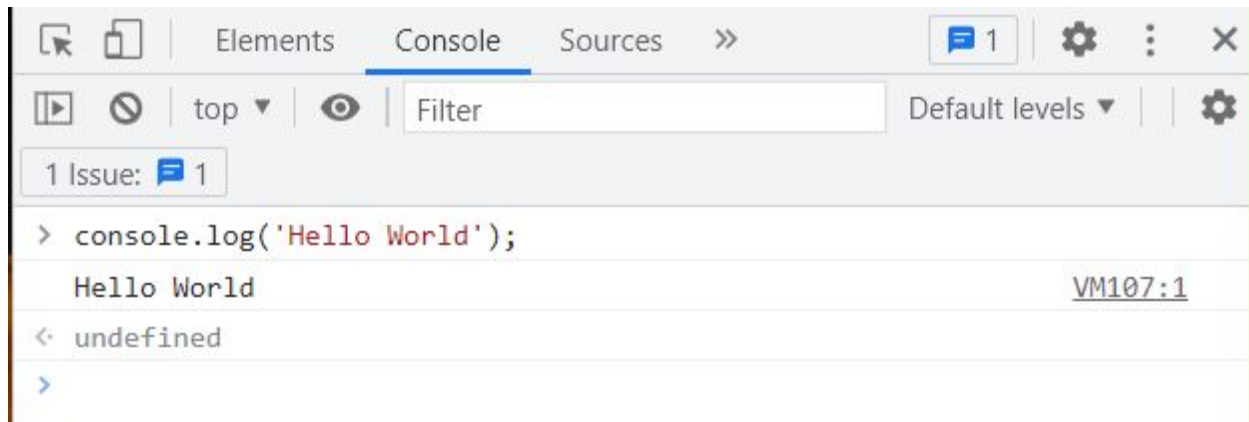 Elements Console Sources » 1
top ▼ Filter Default levels ▼
1 Issue: 1
> console.log('Hello World');
Hello World VM107:1
undefined
>